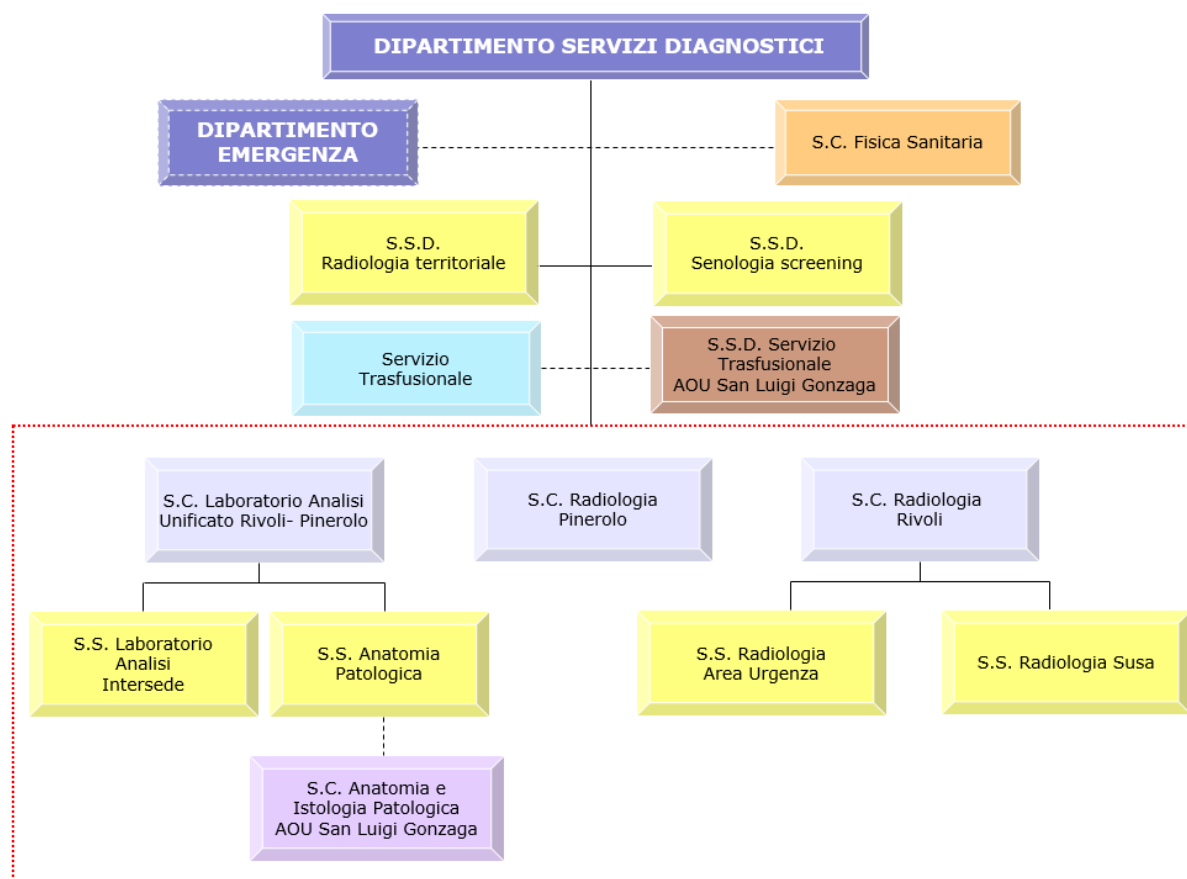 DIPARTIMENTO SERVIZI DIAGNOSTICI
DIPARTIMENTO
EMERGENZA
S.C. Fisica Sanitaria
S.S.D.
Radiologia territoriale
S.S.D.
Senologia screening
Servizio
Trasfusionale
S.S.D. Servizio
Trasfusionale
AOU San Luigi Gonzaga
S.C. Laboratorio Analisi
Unificato Rivoli- Pinerolo
S.C. Radiologia
Pinerolo
S.C. Radiologia
Rivoli
S.S. Laboratorio
Analisi
Intersede
S.S. Anatomia
Patologica
S.S. Radiologia
Area Urgenza
S.S. Radiologia Susa
S.C. Anatomia e
Istologia Patologica
AOU San Luigi Gonzaga